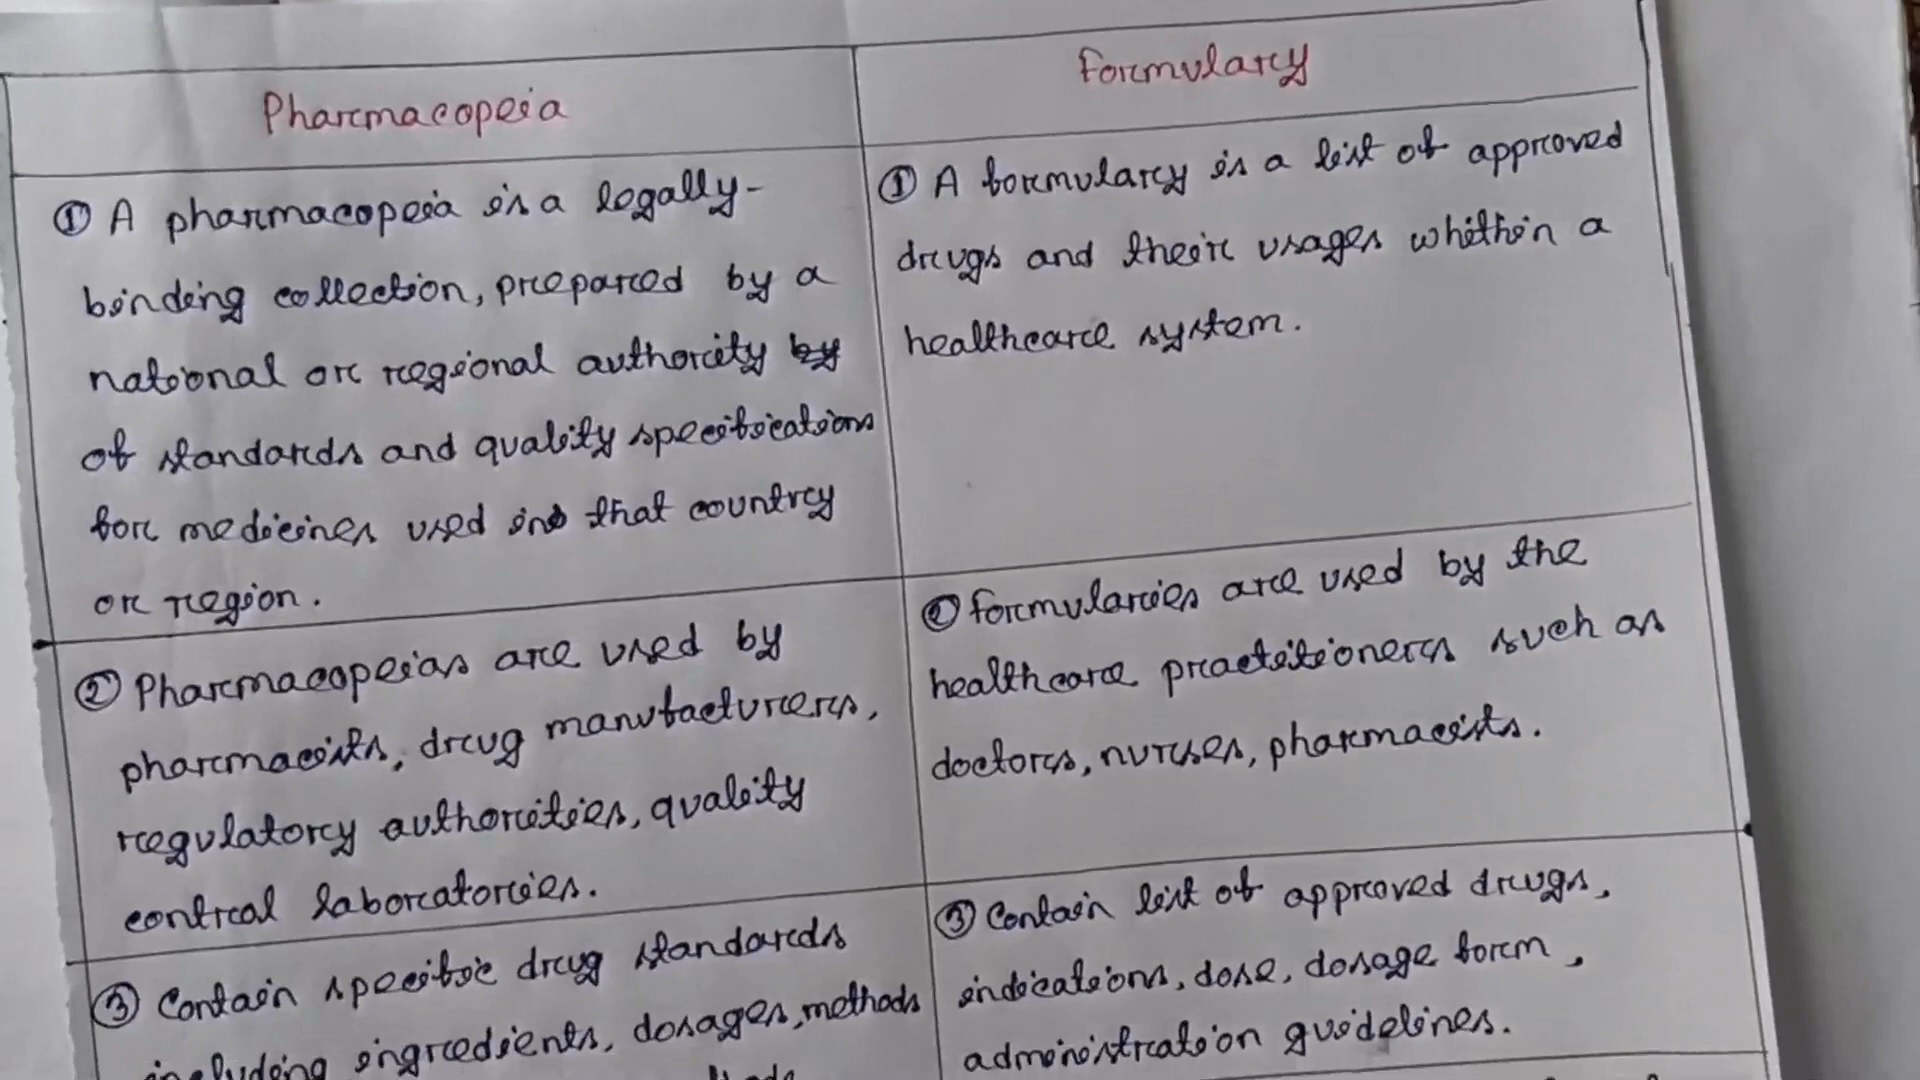 Pharmacopeia
① A pharmacopeia is a legally-
binding collection, prepared by a
national or regional authority by
of standards and quality specifications
for medicines used in that country
or region.
② Pharmacopeias are used by
pharmacists, drug manufacturers,
regulatory authorities, quality
control laboratories.
③ Contain specific drug standards
including ingredients, dosages, methods
Formulary
① A formulary is a list of approved
drugs and their usages whithin a
healthcare system.
② Formularies are used by the
healthcare practitioners such as
doctors, nurses, pharmacists.
③ Contain list of approved drugs,
indications, dose, dosage form,
administration guidelines.